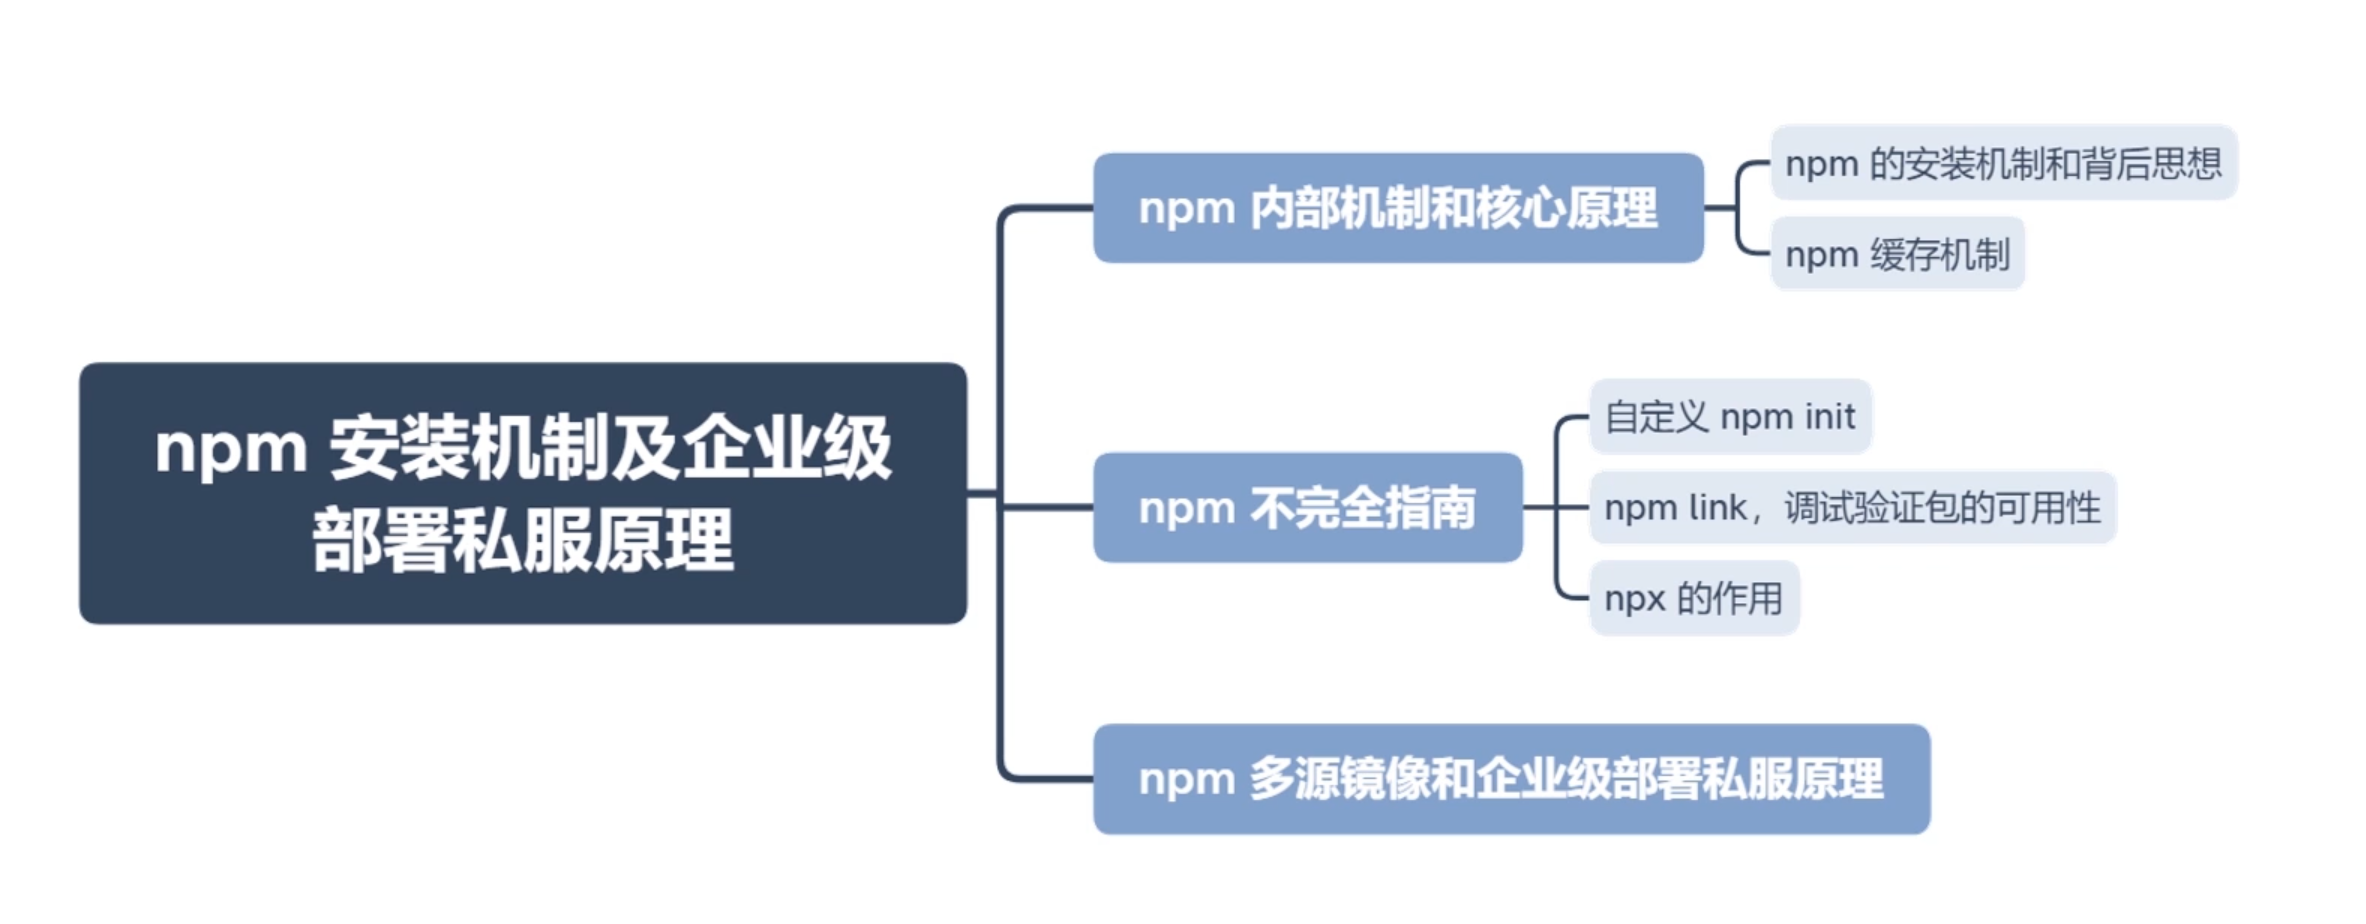 npm 安装机制及企业级
部署私服原理
npm 内部机制和核心原理
npm 的安装机制和背后思想
npm 缓存机制
npm 不完全指南
自定义 npm init
npm link，调试验证包的可用性
npx 的作用
npm 多源镜像和企业级部署私服原理